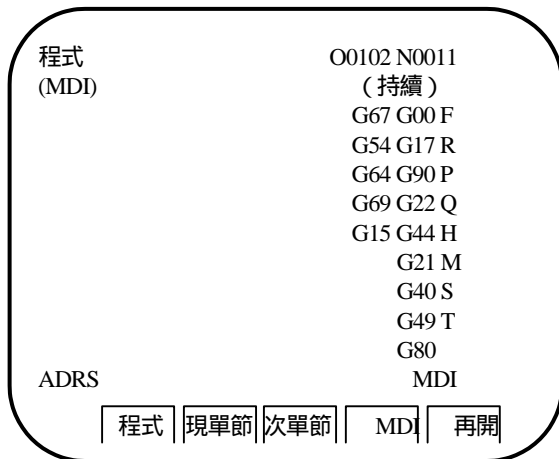 程式 O0102 N0011
(MDI) （持續）
G67 G00 F
G54 G17 R
G64 G90 P
G69 G22 Q
G15 G44 H
G21 M
G40 S
G49 T
G80
ADRS MDI
程式 現單節 次單節 MDI 再開